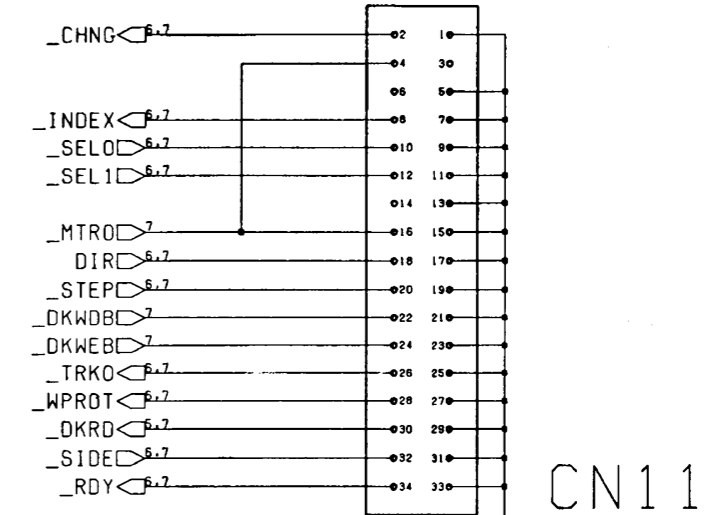 _CHNG 6,7 2 1
4 3
6 5
_INDEX 6,7 8 7
_SEL0 6,7 10 9
_SEL1 6,7 12 11
14 13
_MTR0 7 16 15
DIR 6,7 18 17
_STEP 6,7 20 19
_DKWDB 7 22 21
_DKWEB 7 24 23
_TRK0 6,7 26 25
_WPROT 6,7 28 27
_DKRD 6,7 30 29
_SIDE 6,7 32 31
_RDY 6,7 34 33
CN11